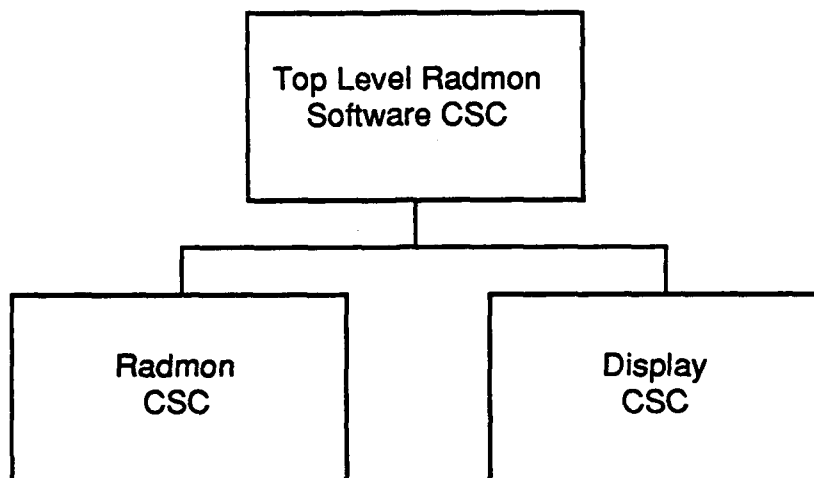 Top Level Radmon
Software CSC
Radmon
CSC
Display
CSC